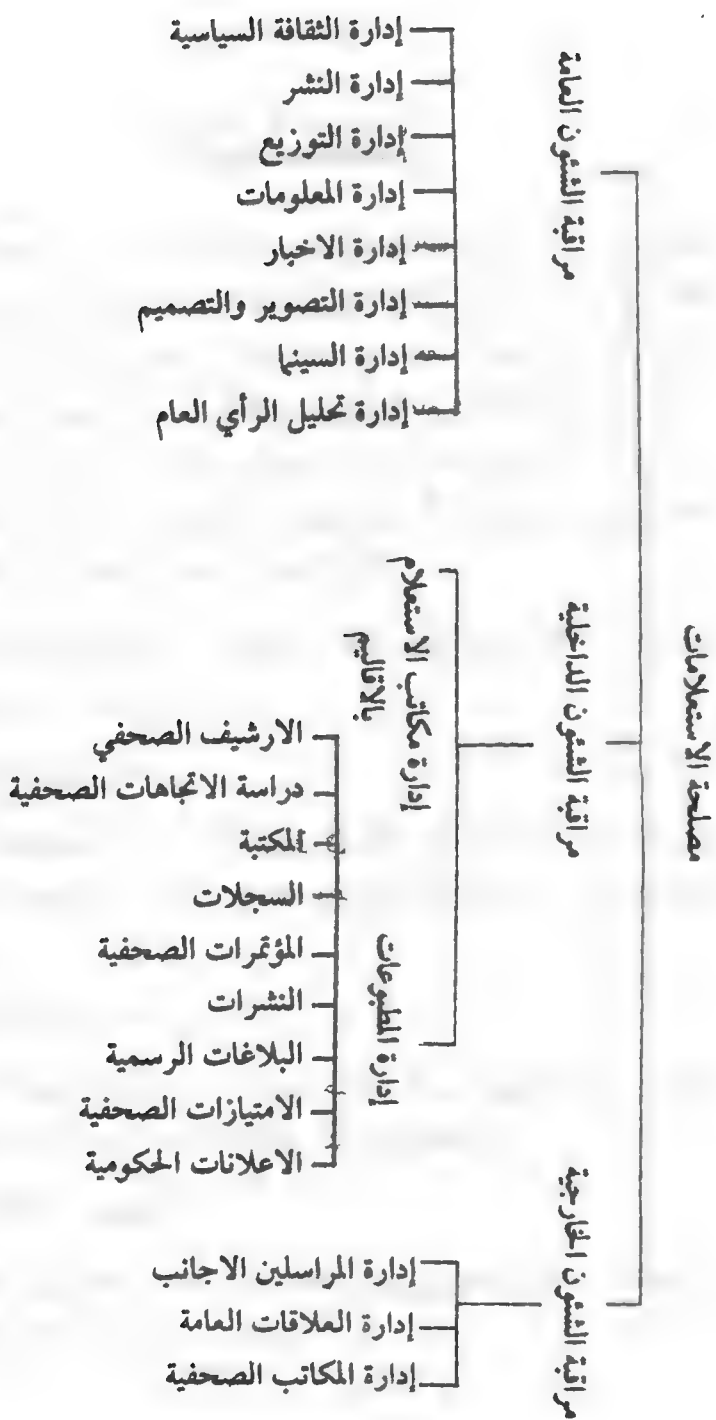 مصلحة الاستعلامات
مراقبة الشئون العامة
إدارة الثقافة السياسية
إدارة النشر
إدارة التوزيع
إدارة المعلومات
إدارة الاخبار
إدارة التصوير والتصميم
إدارة السينما
إدارة تحليل الرأي العام
مراقبة الشئون الداخلية
إدارة مكاتب الاستعلام
بالاقاليم
إدارة المطبوعات
الارشيف الصحفي
دراسة الاتجاهات الصحفية
المكتبة
السجلات
المؤتمرات الصحفية
النشرات
البلاغات الرسمية
الامتيازات الصحفية
الاعلانات الحكومية
مراقبة الشئون الخارجية
إدارة المراسلين الاجانب
إدارة العلاقات العامة
إدارة المكاتب الصحفية